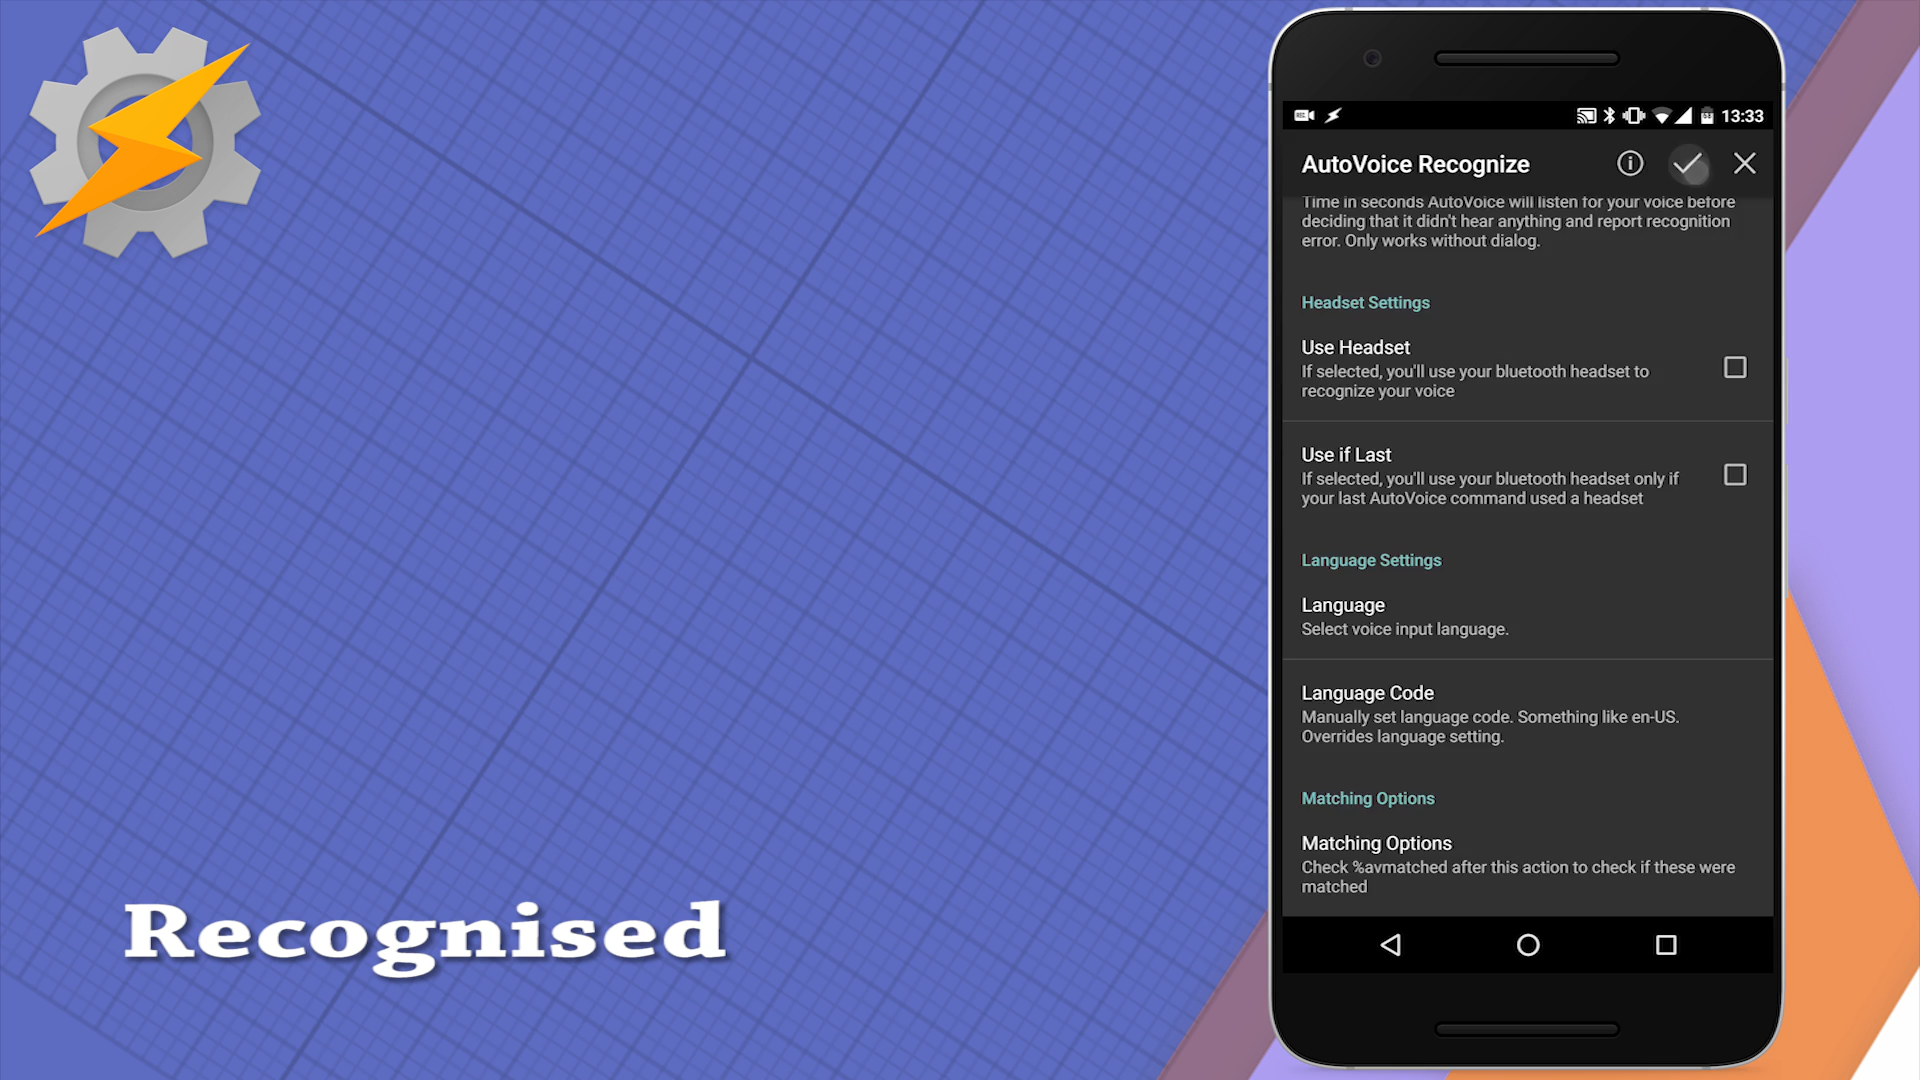 13:33
AutoVoice Recognize
Time in seconds AutoVoice will listen for your voice before
deciding that it didn't hear anything and report recognition
error. Only works without dialog.
Headset Settings
Use Headset
If selected, you'll use your bluetooth headset to
recognize your voice
Use if Last
If selected, you'll use your bluetooth headset only if
your last AutoVoice command used a headset
Language Settings
Language
Select voice input language.
Language Code
Manually set language code. Something like en-US.
Overrides language setting.
Matching Options
Matching Options
Check %avmatched after this action to check if these were
matched
Recognised